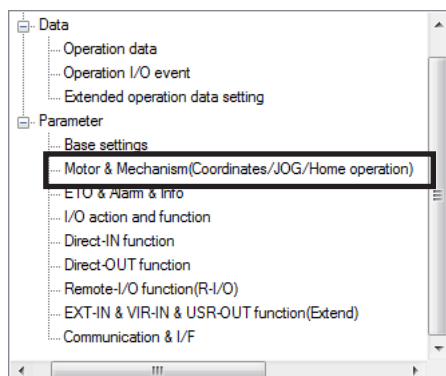 Data
Operation data
Operation I/O event
Extended operation data setting
Parameter
Base settings
Motor & Mechanism(Coordinates/JOG/Home operation)
ETO & Alarm & Info
I/O action and function
Direct-IN function
Direct-OUT function
Remote-I/O function(R-I/O)
EXT-IN & VIR-IN & USR-OUT function(Extend)
Communication & I/F